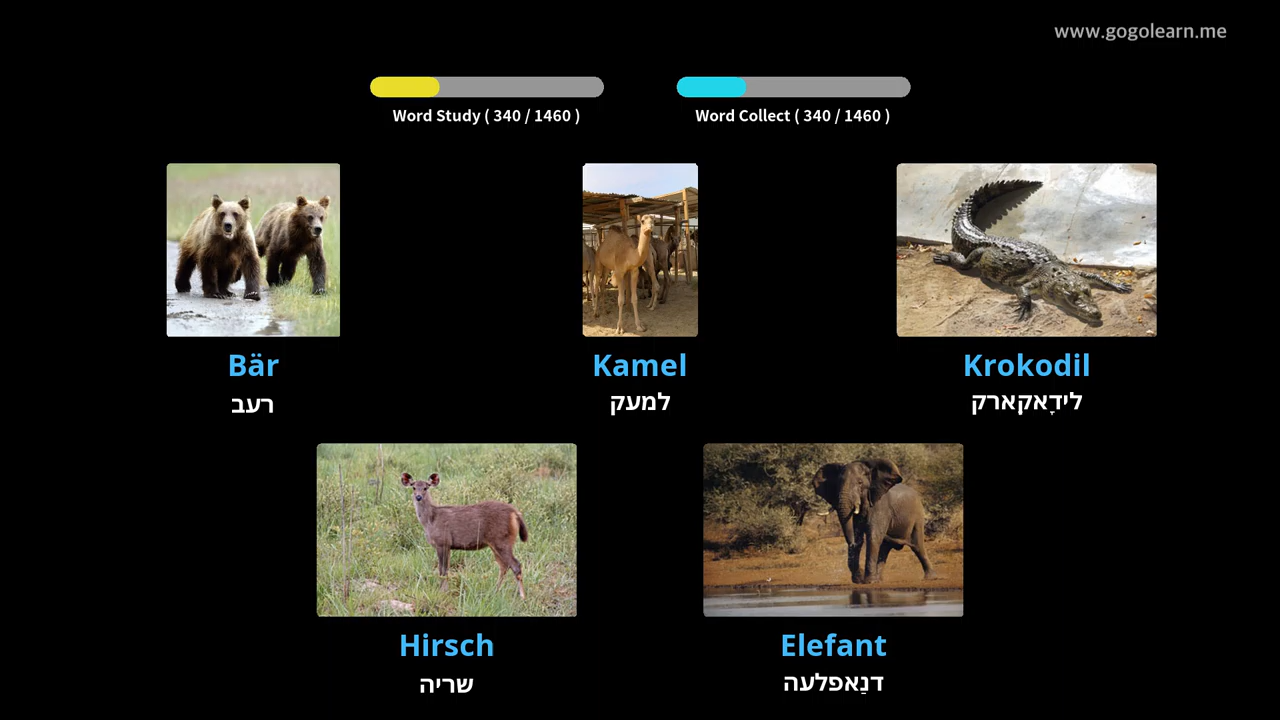 www.gogolearn.me
Word Study ( 340 / 1460 )
Word Collect ( 340 / 1460 )
Bär
רעב
Kamel
למעק
Krokodil
לידָאקארק
Hirsch
שריה
Elefant
דנַאפלעה